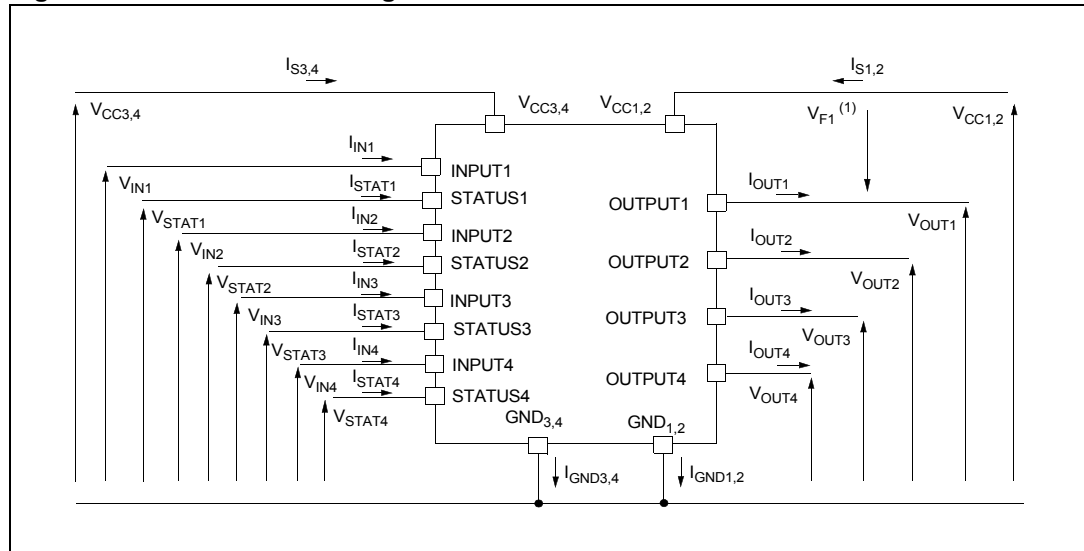 I_S3,4
I_S1,2
V_CC3,4
V_CC3,4
V_CC1,2
V_F1 (1)
V_CC1,2
I_IN1
INPUT1
V_IN1
I_STAT1
STATUS1
OUTPUT1
I_OUT1
V_OUT1
V_STAT1
I_IN2
INPUT2
V_IN2
I_STAT2
STATUS2
OUTPUT2
I_OUT2
V_OUT2
V_STAT2
I_IN3
INPUT3
V_IN3
I_STAT3
STATUS3
OUTPUT3
I_OUT3
V_OUT3
V_STAT3
I_IN4
INPUT4
V_IN4
I_STAT4
STATUS4
OUTPUT4
I_OUT4
V_OUT4
V_STAT4
GND_3,4
GND_1,2
I_GND3,4
I_GND1,2